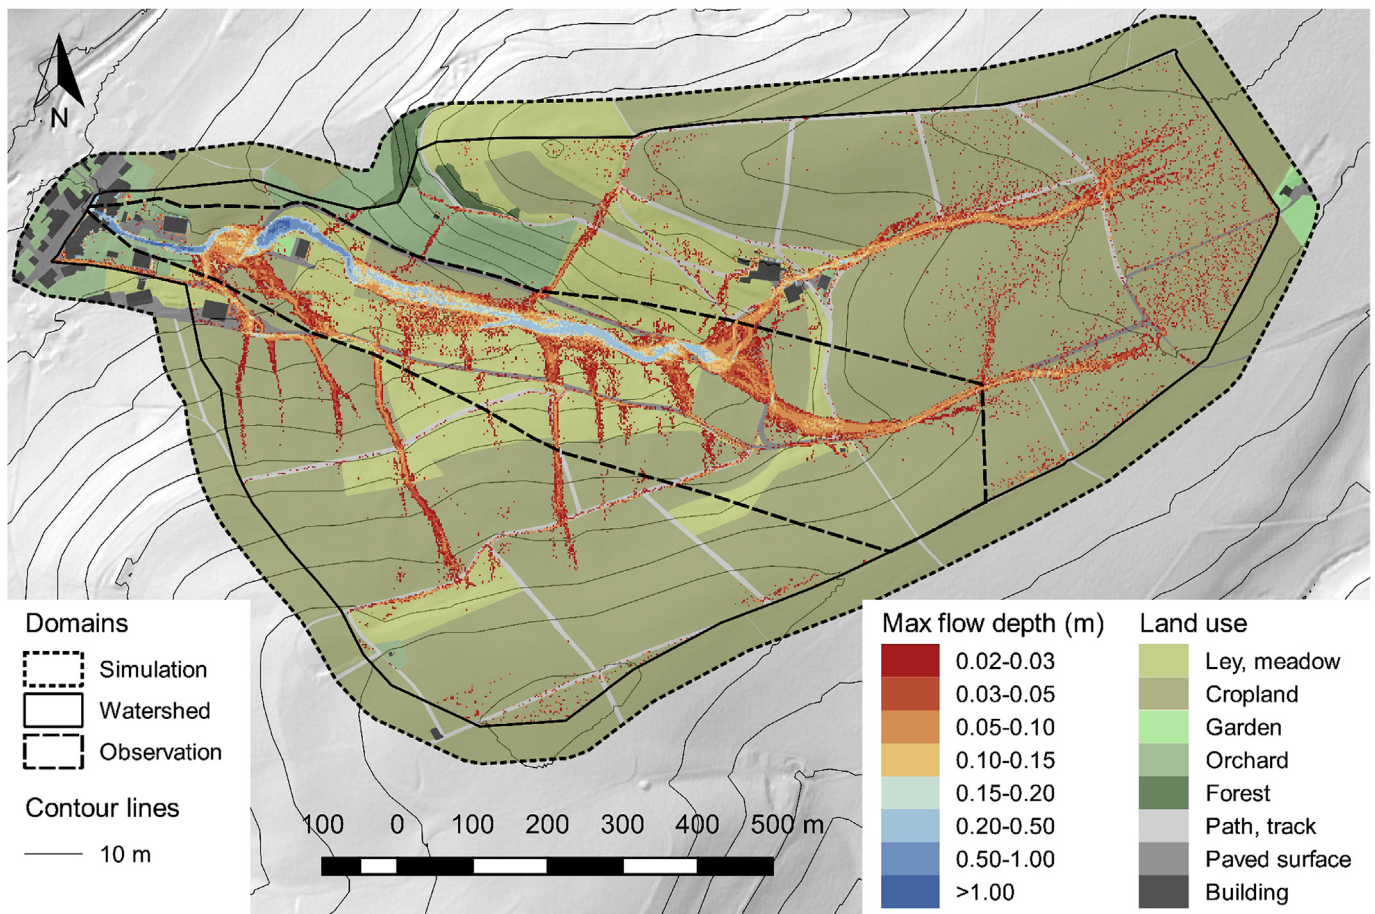 N
Domains
Simulation
Watershed
Observation
Contour lines
10 m
100 0 100 200 300 400 500 m
Max flow depth (m)
0.02-0.03
0.03-0.05
0.05-0.10
0.10-0.15
0.15-0.20
0.20-0.50
0.50-1.00
>1.00
Land use
Ley, meadow
Cropland
Garden
Orchard
Forest
Path, track
Paved surface
Building